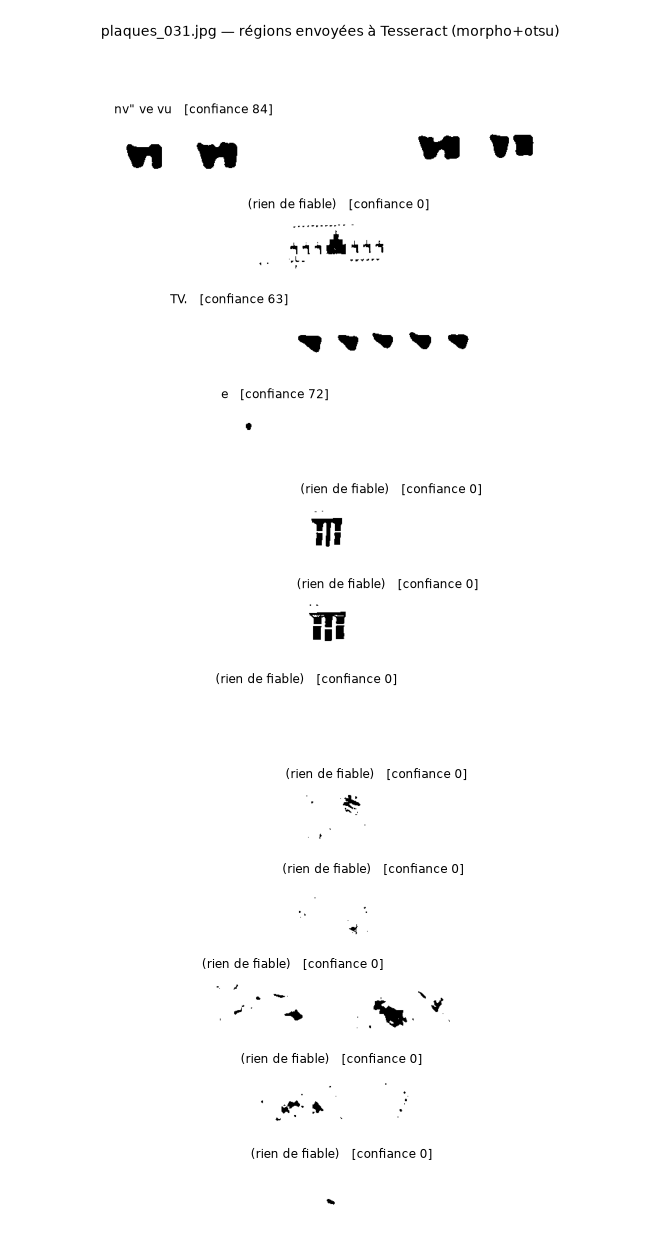 plaques_031.jpg — régions envoyées à Tesseract (morpho+otsu)
nv" ve vu [confiance 84]
(rien de fiable) [confiance 0]
TV. [confiance 63]
e [confiance 72]
(rien de fiable) [confiance 0]
(rien de fiable) [confiance 0]
(rien de fiable) [confiance 0]
(rien de fiable) [confiance 0]
(rien de fiable) [confiance 0]
(rien de fiable) [confiance 0]
(rien de fiable) [confiance 0]
(rien de fiable) [confiance 0]